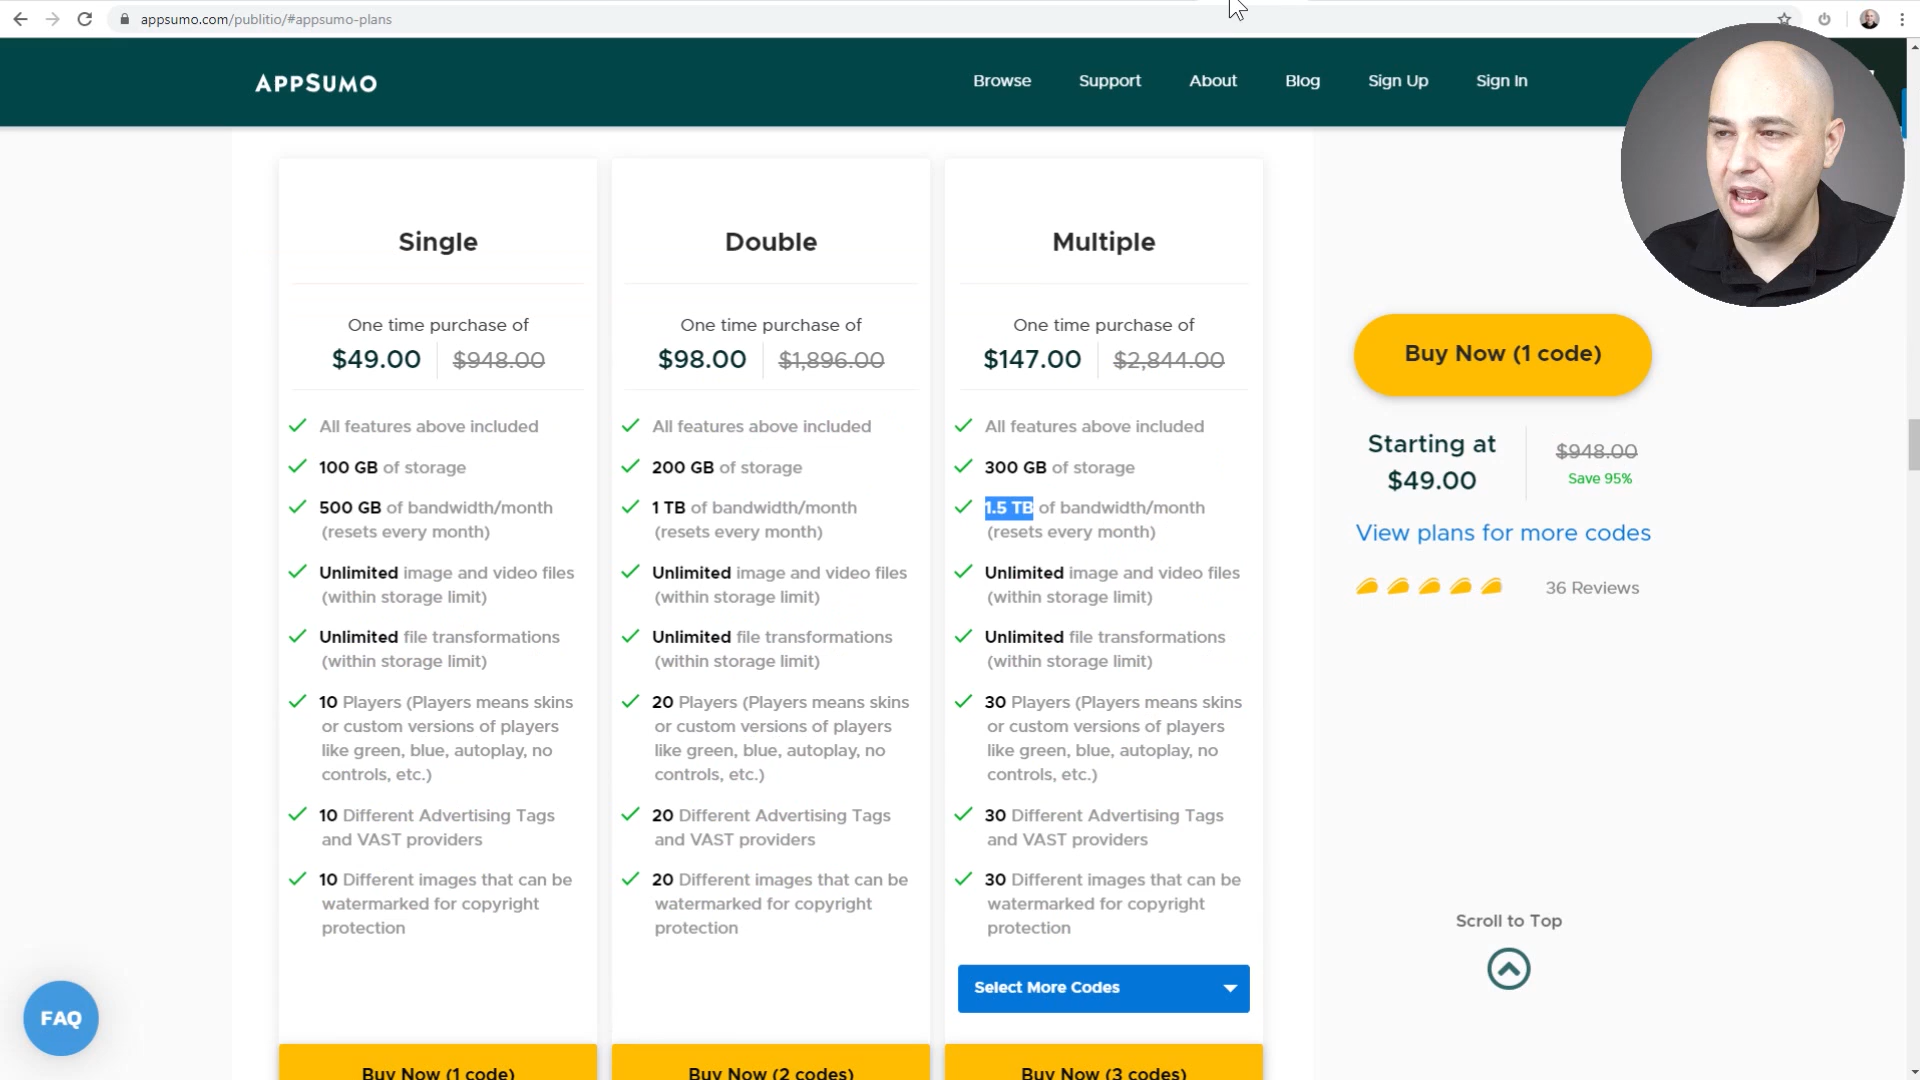 appsumo.com/publitio/#appsumo-plans
APPSUMO
Browse
Support
About
Blog
Sign Up
Sign In
Single
One time purchase of
$49.00
$948.00
All features above included
100 GB of storage
500 GB of bandwidth/month
(resets every month)
Unlimited image and video files
(within storage limit)
Unlimited file transformations
(within storage limit)
10 Players (Players means skins
or custom versions of players
like green, blue, autoplay, no
controls, etc.)
10 Different Advertising Tags
and VAST providers
10 Different images that can be
watermarked for copyright
protection
Buy Now (1 code)
Double
One time purchase of
$98.00
$1,896.00
All features above included
200 GB of storage
1 TB of bandwidth/month
(resets every month)
Unlimited image and video files
(within storage limit)
Unlimited file transformations
(within storage limit)
20 Players (Players means skins
or custom versions of players
like green, blue, autoplay, no
controls, etc.)
20 Different Advertising Tags
and VAST providers
20 Different images that can be
watermarked for copyright
protection
Buy Now (2 codes)
Multiple
One time purchase of
$147.00
$2,844.00
All features above included
300 GB of storage
1.5 TB of bandwidth/month
(resets every month)
Unlimited image and video files
(within storage limit)
Unlimited file transformations
(within storage limit)
30 Players (Players means skins
or custom versions of players
like green, blue, autoplay, no
controls, etc.)
30 Different Advertising Tags
and VAST providers
30 Different images that can be
watermarked for copyright
protection
Select More Codes
Buy Now (3 codes)
Buy Now (1 code)
Starting at
$49.00
$948.00
Save 95%
View plans for more codes
36 Reviews
Scroll to Top
FAQ